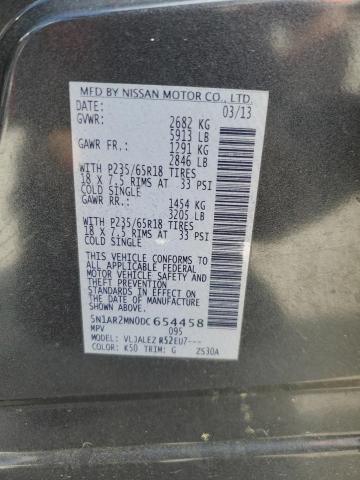 MFD BY NISSAN MOTOR CO., LTD.
DATE: 03/13
GVWR: 2682 KG
5913 LB
GAWR FR.: 1291 KG
2846 LB
WITH P235/65R18 TIRES
18 X 7.5 RIMS AT 33 PSI
COLD SINGLE
GAWR RR.: 1454 KG
3205 LB
WITH P235/65R18 TIRES
18 X 7.5 RIMS AT 33 PSI
COLD SINGLE
THIS VEHICLE CONFORMS TO
ALL APPLICABLE FEDERAL
MOTOR VEHICLE SAFETY AND
THEFT PREVENTION
STANDARDS IN EFFECT ON
THE DATE OF MANUFACTURE
SHOWN ABOVE.
5N1AR2MN0DC654458
MPV 095
MODEL: VLJALEZ R52EU7---
COLOR: K50 TRIM: G ZS30A